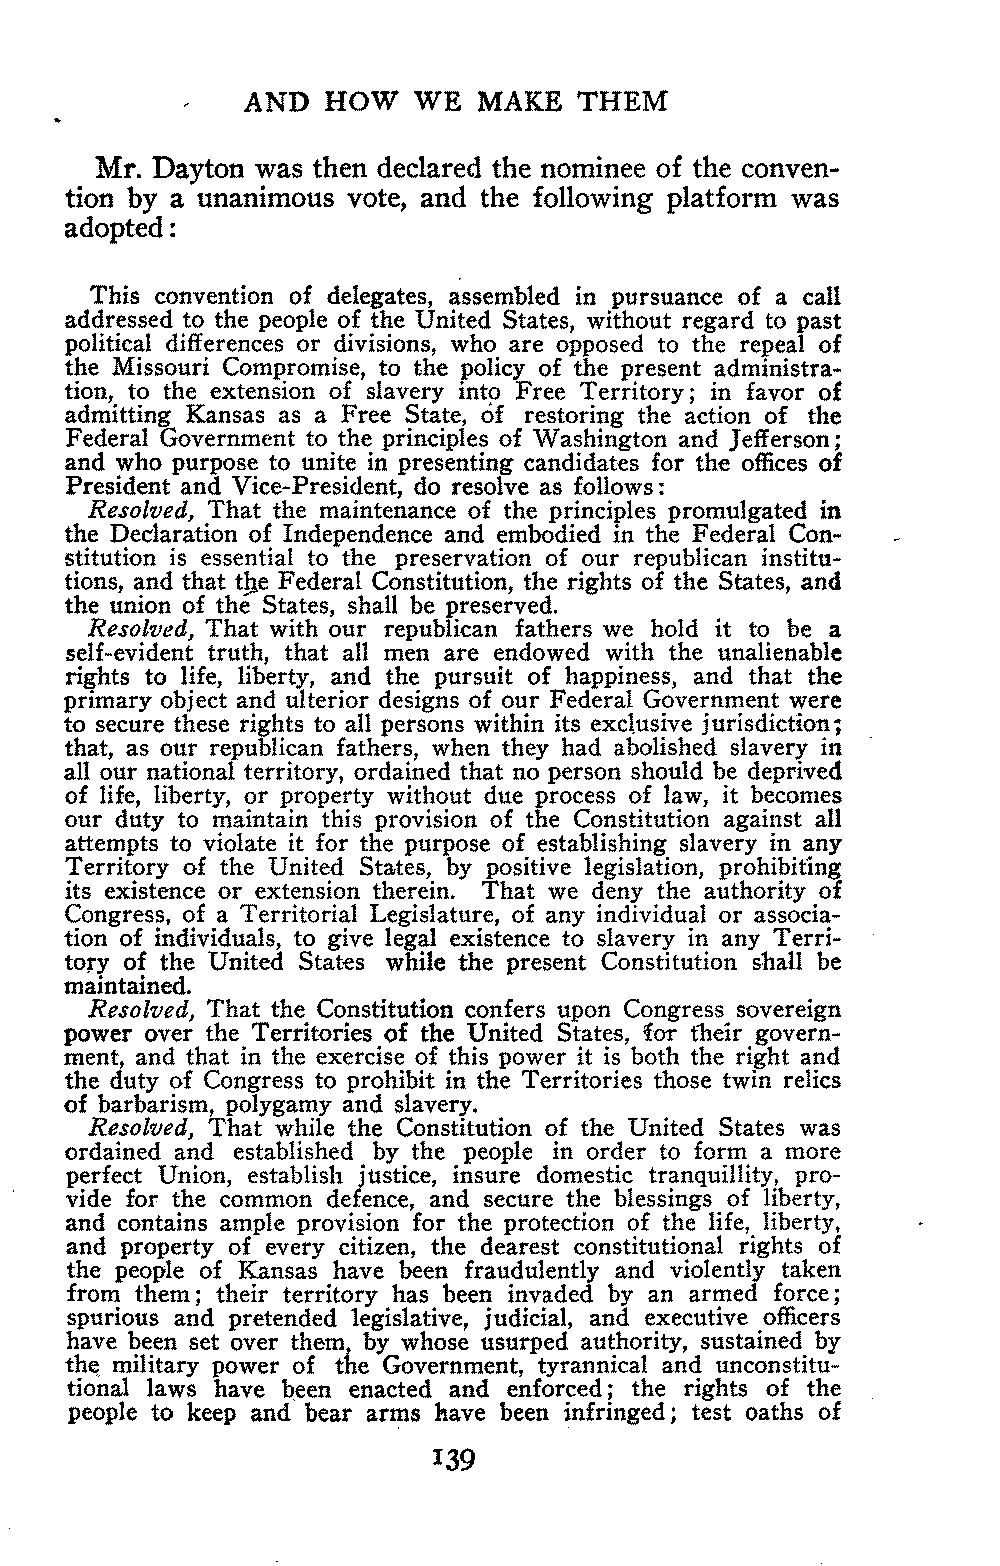 AND HOW WE MAKE THEM
Mr. Dayton was then declared the nominee of the conven-
tion by a unanimous vote, and the following platform was
adopted:
This convention of delegates, assembled in pursuance of a call
addressed to the people of the United States, without regard to past
political differences or divisions, who are opposed to the repeal of
the Missouri Compromise, to the policy of the present administra-
tion, to the extension of slavery into Free Territory; in favor of
admitting Kansas as a Free State, of restoring the action of the
Federal Government to the principles of Washington and Jefferson;
and who purpose to unite in presenting candidates for the offices of
President and Vice-President, do resolve as follows:
Resolved, That the maintenance of the principles promulgated in
the Declaration of Independence and embodied in the Federal Con-
stitution is essential to the preservation of our republican institu-
tions, and that the Federal Constitution, the rights of the States, and
the union of the States, shall be preserved.
Resolved, That with our republican fathers we hold it to be a
self-evident truth, that all men are endowed with the unalienable
rights to life, liberty, and the pursuit of happiness, and that the
primary object and ulterior designs of our Federal Government were
to secure these rights to all persons within its exclusive jurisdiction;
that, as our republican fathers, when they had abolished slavery in
all our national territory, ordained that no person should be deprived
of life, liberty, or property without due process of law, it becomes
our duty to maintain this provision of the Constitution against all
attempts to violate it for the purpose of establishing slavery in any
Territory of the United States, by positive legislation, prohibiting
its existence or extension therein. That we deny the authority of
Congress, of a Territorial Legislature, of any individual or associa-
tion of individuals, to give legal existence to slavery in any Terri-
tory of the United States while the present Constitution shall be
maintained.
Resolved, That the Constitution confers upon Congress sovereign
power over the Territories of the United States, for their govern-
ment, and that in the exercise of this power it is both the right and
the duty of Congress to prohibit in the Territories those twin relics
of barbarism, polygamy and slavery.
Resolved, That while the Constitution of the United States was
ordained and established by the people in order to form a more
perfect Union, establish justice, insure domestic tranquillity, pro-
vide for the common defence, and secure the blessings of liberty,
and contains ample provision for the protection of the life, liberty,
and property of every citizen, the dearest constitutional rights of
the people of Kansas have been fraudulently and violently taken
from them; their territory has been invaded by an armed force;
spurious and pretended legislative, judicial, and executive officers
have been set over them, by whose usurped authority, sustained by
the military power of the Government, tyrannical and unconstitu-
tional laws have been enacted and enforced; the rights of the
people to keep and bear arms have been infringed; test oaths of
139